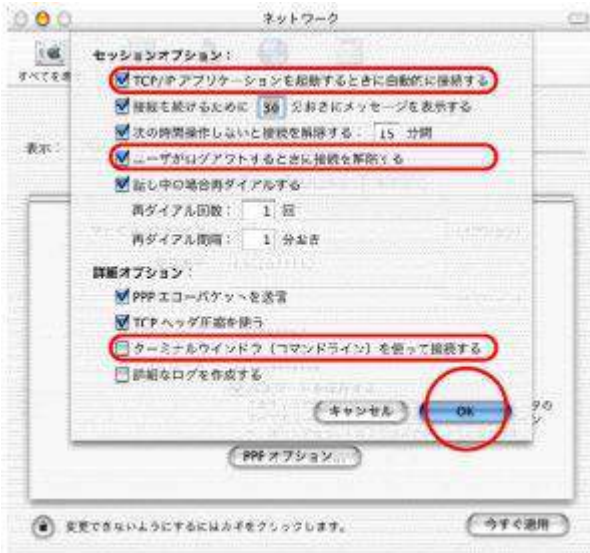 ネットワーク
すべてを表
セッションオプション：
TCP/IP アプリケーションを起動するときに自動的に接続する
接続を続けるために 30 分おきにメッセージを表示する
次の時間操作しないと接続を解除する： 15 分間
表示：
ユーザがログアウトするときに接続を解除する
話し中の場合再ダイアルする
再ダイアル回数： 1 回
再ダイアル間隔： 1 分おき
詳細オプション：
PPP エコーパケットを送信
TCP ヘッダ圧縮を使う
ターミナルウインドウ（コマンドライン）を使って接続する
詳細なログを作成する
キャンセル OK
タの
ン
PPP オプション...
変更できないようにするにはカギをクリックします。 今すぐ適用